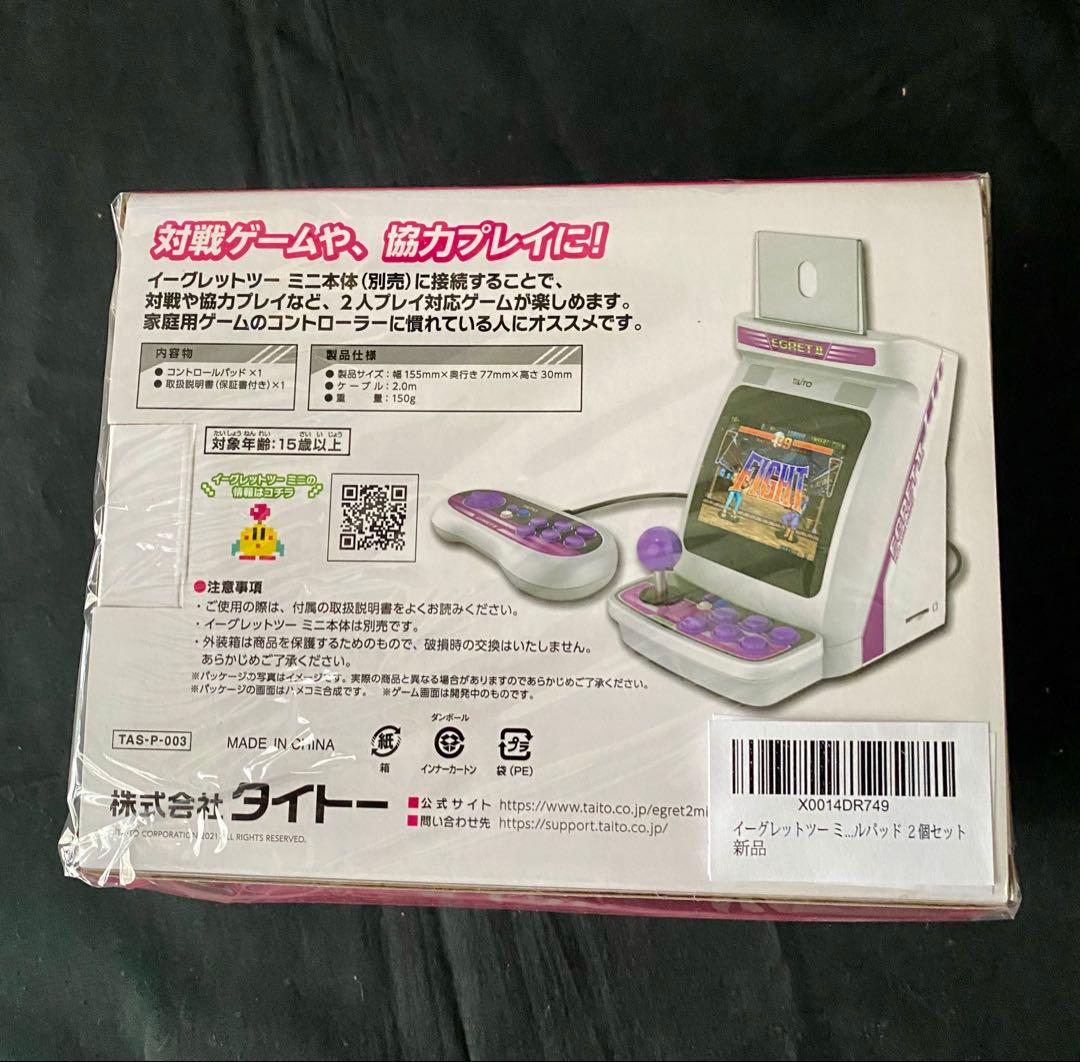 対戦ゲームや、協力プレイに!
イーグレットツー ミニ本体(別売)に接続することで、
対戦や協力プレイなど、2人プレイ対応ゲームが楽しめます。
家庭用ゲームのコントローラーに慣れている人にオススメです。
内容物
●コントロールパッド×1
●取扱説明書(保証書付き)×1
製品仕様
●製品サイズ:幅155mm×奥行き77mm×高さ30mm
●ケーブル:2.0m
●重 量:150g
たいしょうねんれい さいいじょう
対象年齢:15歳以上
イーグレットツー ミニの
情報はコチラ
EGRET II
TAITO
FIGHT
●注意事項
・ご使用の際は、付属の取扱説明書をよくお読みください。
・イーグレットツー ミニ本体は別売です。
・外装箱は商品を保護するためのもので、破損時の交換はいたしません。
あらかじめご了承ください。
※パッケージの写真はイメージです。実際の商品と異なる場合がありますのであらかじめご了承ください。
※パッケージの画面はハメコミ合成です。 ※ゲーム画面は開発中のものです。
TAS-P-003
MADE IN CHINA
紙
箱
ダンボール
インナーカートン
プラ
袋(PE)
株式会社タイトー
TAITO CORPORATION 2021 ALL RIGHTS RESERVED.
■公式サイト https://www.taito.co.jp/egret2mi
■問い合わせ先 https://support.taito.co.jp/
X0014DR749
イーグレットツー ミ...ルパッド 2個セット
新品